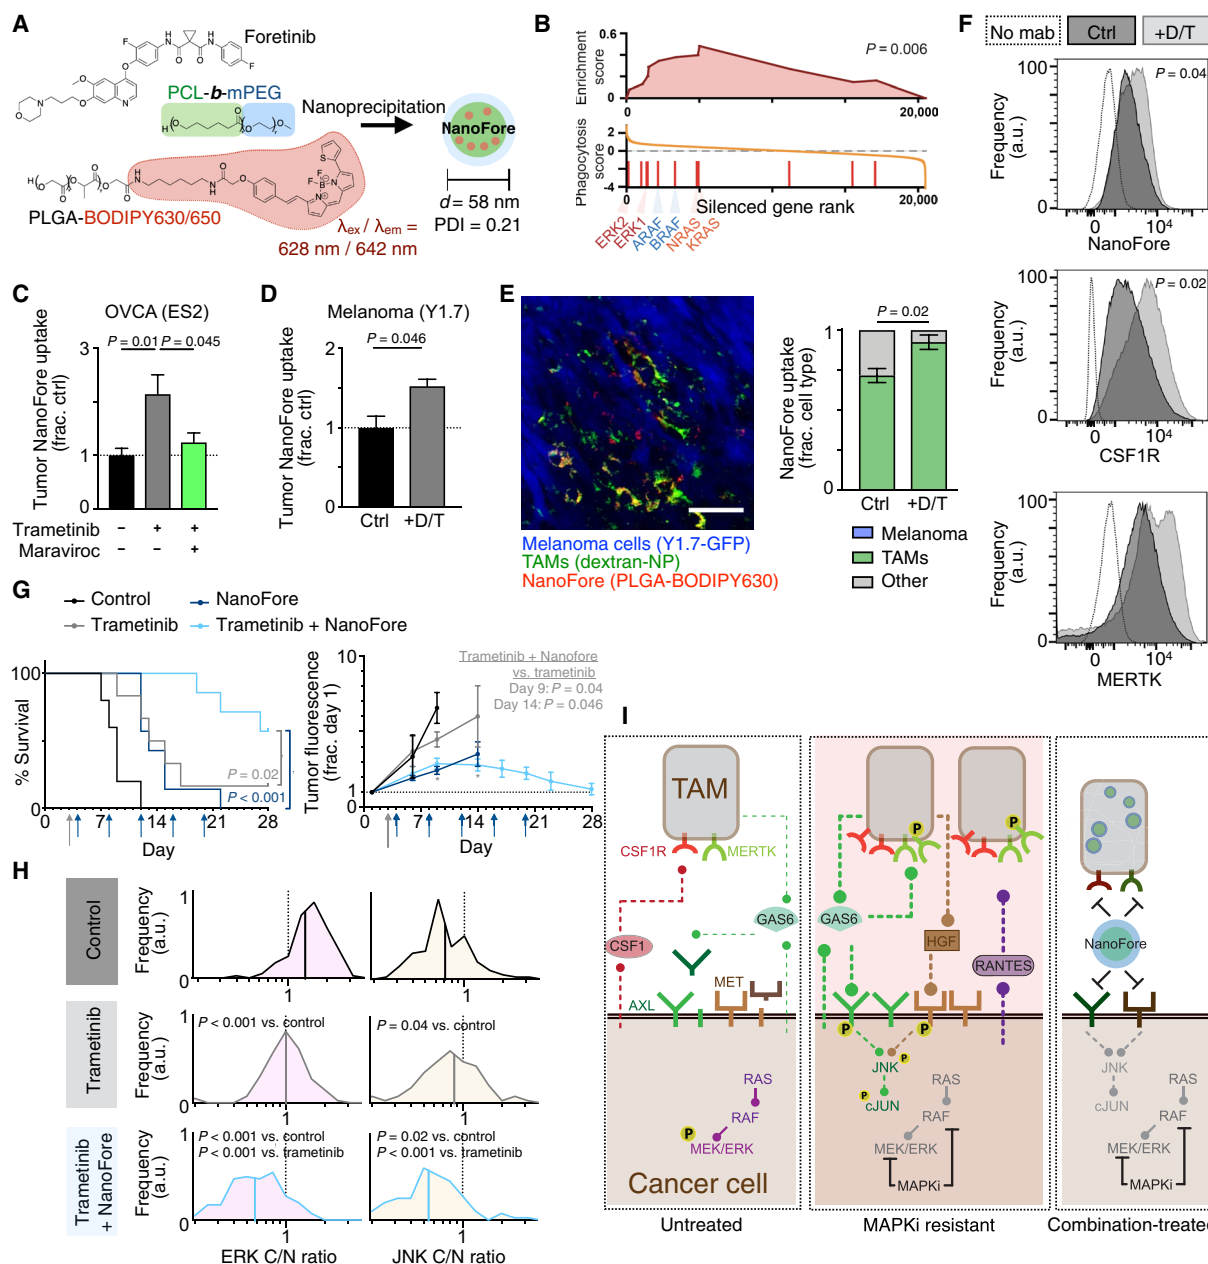 A
Foretinib
PCL-b-mPEG
Nanoprecipitation
NanoFore
PLGA-BODIPY630/650
λex / λem =
628 nm / 642 nm
d = 58 nm
PDI = 0.21
B
Enrichment score
0.6
0
P = 0.006
0
20,000
Phagocytosis score
2
0
-4
0
20,000
Silenced gene rank
ERK2
ERK1
ARAF
BRAF
NRAS
KRAS
C
OVCA (ES2)
P = 0.01
P = 0.045
Tumor NanoFore uptake
(frac. ctrl)
3
1
0
Trametinib − + +
Maraviroc − − +
D
Melanoma (Y1.7)
P = 0.046
Tumor NanoFore uptake
(frac. ctrl)
2
1
0
Ctrl +D/T
E
Melanoma cells (Y1.7-GFP)
TAMs (dextran-NP)
NanoFore (PLGA-BODIPY630)
P = 0.02
NanoFore uptake
(frac. cell type)
1
0
Ctrl +D/T
Melanoma
TAMs
Other
F
No mab
Ctrl
+D/T
P = 0.04
Frequency
(a.u.)
100
0
0 10⁴
NanoFore
P = 0.02
Frequency
(a.u.)
100
0
0 10⁴
CSF1R
Frequency
(a.u.)
100
0
0 10⁴
MERTK
G
Control
NanoFore
Trametinib
Trametinib + NanoFore
% Survival
100
0
0 7 14 21 28
Day
P = 0.02
P < 0.001
Tumor fluorescence
(frac. day 1)
10
1
0
0 7 14 21 28
Day
Trametinib + Nanofore
vs. trametinib
Day 9: P = 0.04
Day 14: P = 0.046
H
Control
Frequency
(a.u.)
1
0
1
1
Trametinib
Frequency
(a.u.)
1
0
P < 0.001 vs. control
P = 0.04 vs. control
1
1
Trametinib
+ NanoFore
Frequency
(a.u.)
1
0
P < 0.001 vs. control
P < 0.001 vs. trametinib
P = 0.02 vs. control
P < 0.001 vs. trametinib
1
1
ERK C/N ratio
JNK C/N ratio
I
TAM
CSF1R
MERTK
GAS6
CSF1
AXL
MET
RAS
RAF
P
MEK/ERK
Cancer cell
Untreated
P
P
GAS6
HGF
RANTES
P
P
JNK
P
P
cJUN
RAS
RAF
MEK/ERK
MAPKi
MAPKi resistant
NanoFore
JNK
cJUN
RAS
RAF
MEK/ERK
MAPKi
Combination-treate